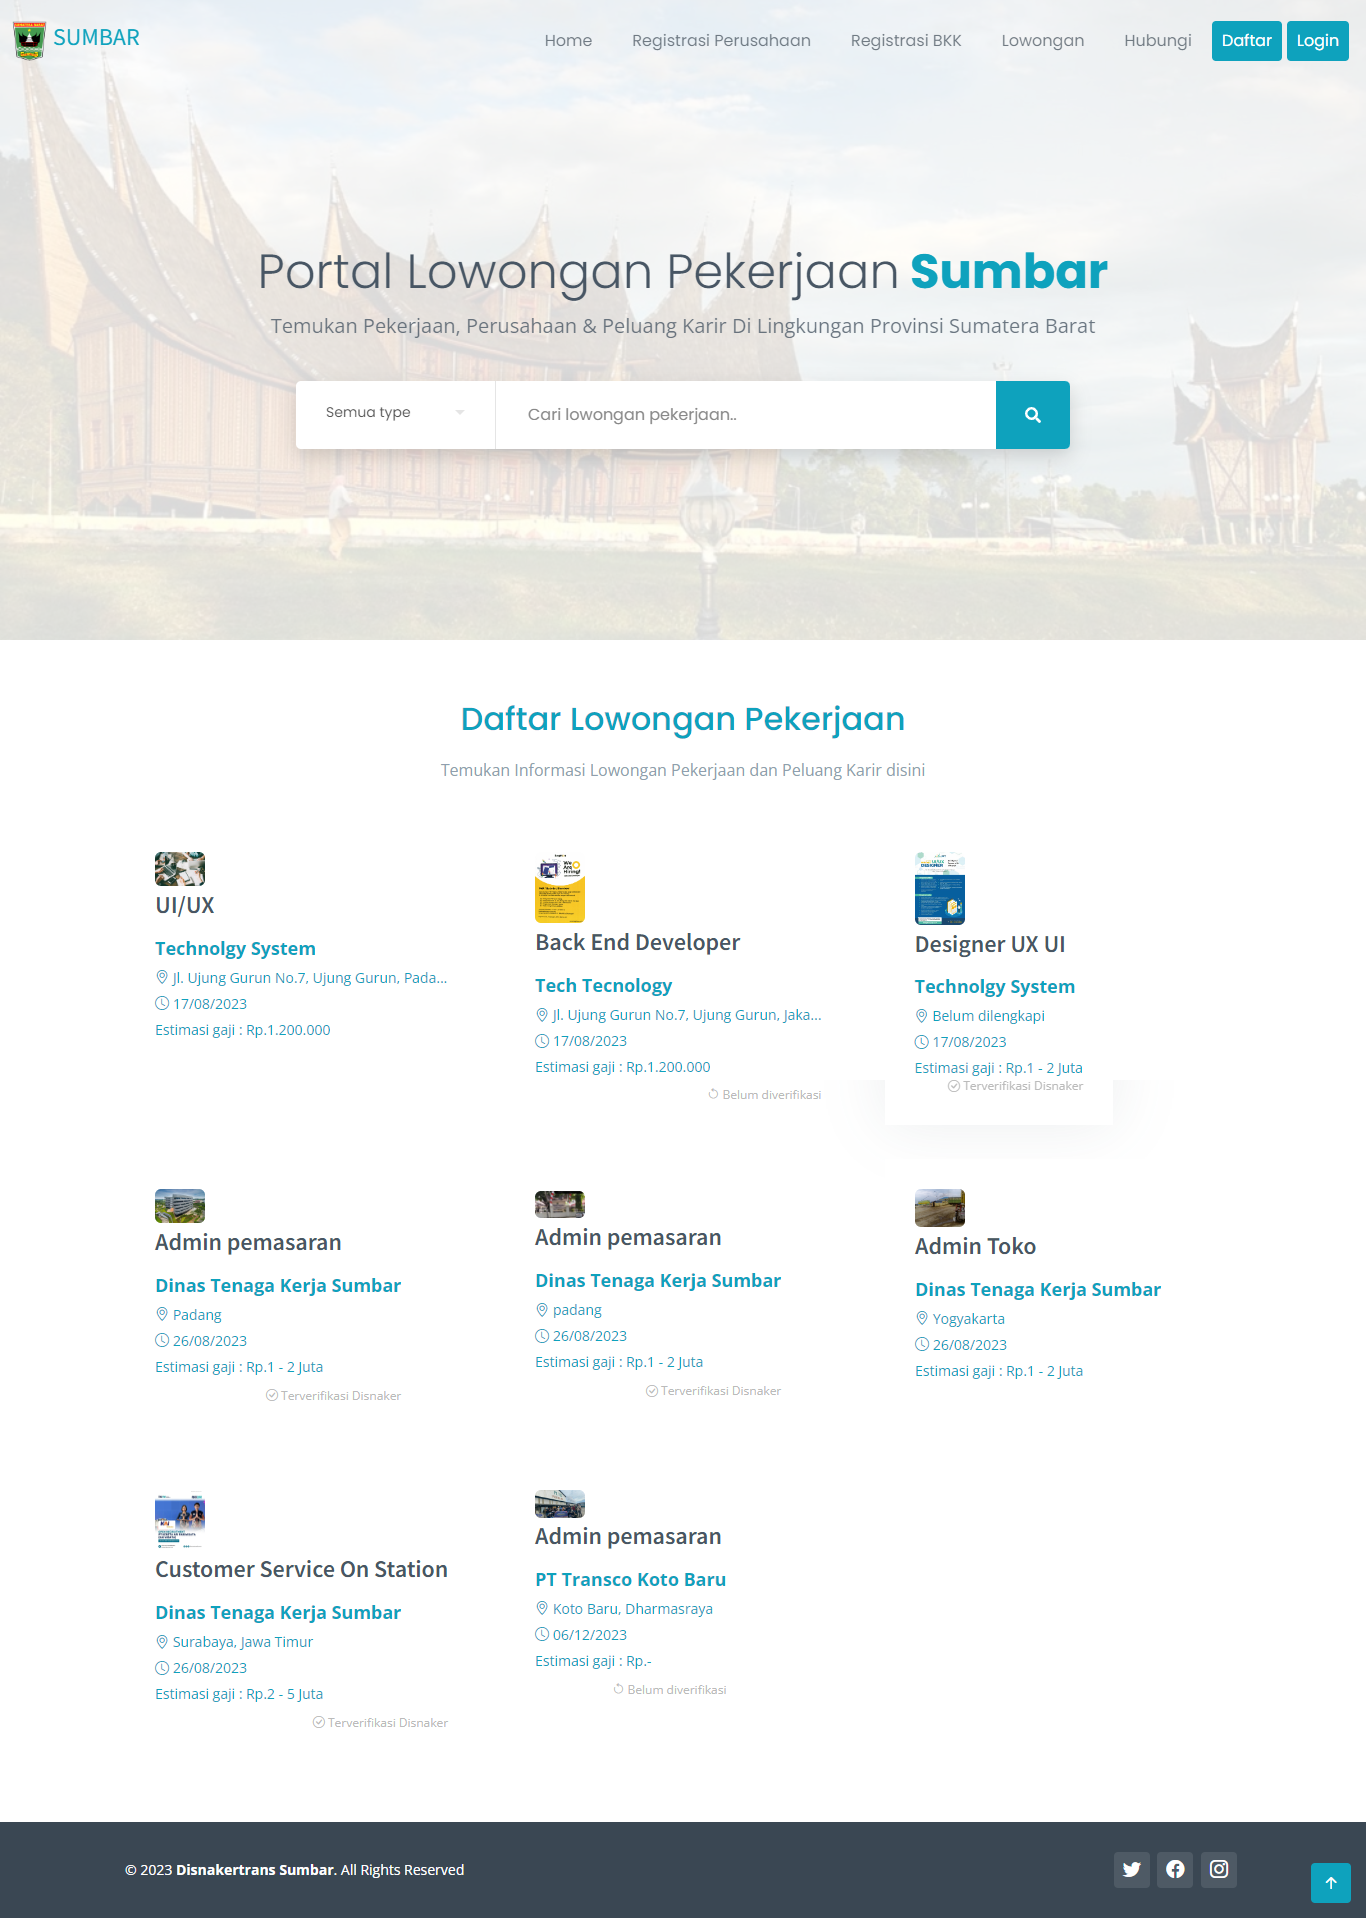 SUMBAR
Home
Registrasi Perusahaan
Registrasi BKK
Lowongan
Hubungi
Daftar
Login
Portal Lowongan Pekerjaan Sumbar
Temukan Pekerjaan, Perusahaan & Peluang Karir Di Lingkungan Provinsi Sumatera Barat
Semua type
Cari lowongan pekerjaan..
Daftar Lowongan Pekerjaan
Temukan Informasi Lowongan Pekerjaan dan Peluang Karir disini
UI/UX
Technolgy System
Jl. Ujung Gurun No.7, Ujung Gurun, Pada...
17/08/2023
Estimasi gaji : Rp.1.200.000
We Are Hiring!
Back End Developer
Tech Tecnology
Jl. Ujung Gurun No.7, Ujung Gurun, Jaka...
17/08/2023
Estimasi gaji : Rp.1.200.000
Belum diverifikasi
DESIGNER
Designer UX UI
Technolgy System
Belum dilengkapi
17/08/2023
Estimasi gaji : Rp.1 - 2 Juta
Terverifikasi Disnaker
Admin pemasaran
Dinas Tenaga Kerja Sumbar
Padang
26/08/2023
Estimasi gaji : Rp.1 - 2 Juta
Terverifikasi Disnaker
Admin pemasaran
Dinas Tenaga Kerja Sumbar
padang
26/08/2023
Estimasi gaji : Rp.1 - 2 Juta
Terverifikasi Disnaker
Admin Toko
Dinas Tenaga Kerja Sumbar
Yogyakarta
26/08/2023
Estimasi gaji : Rp.1 - 2 Juta
Customer Service On Station
Dinas Tenaga Kerja Sumbar
Surabaya, Jawa Timur
26/08/2023
Estimasi gaji : Rp.2 - 5 Juta
Terverifikasi Disnaker
Admin pemasaran
PT Transco Koto Baru
Koto Baru, Dharmasraya
06/12/2023
Estimasi gaji : Rp.-
Belum diverifikasi
© 2023 Disnakertrans Sumbar. All Rights Reserved